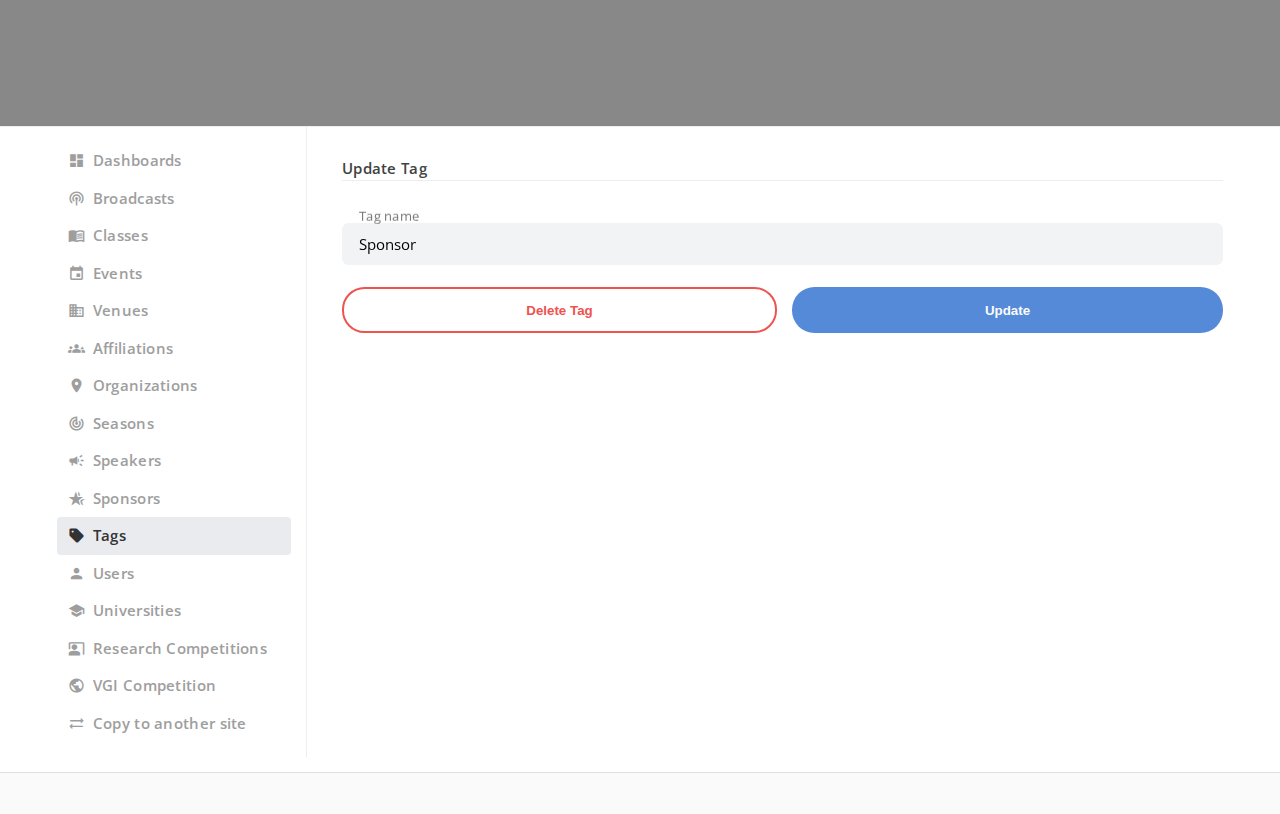 Dashboards
Broadcasts
Classes
Events
Venues
Affiliations
Organizations
Seasons
Speakers
Sponsors
Tags
Users
Universities
Research Competitions
VGI Competition
Copy to another site
Update Tag
Tag name
Sponsor
Delete Tag
Update